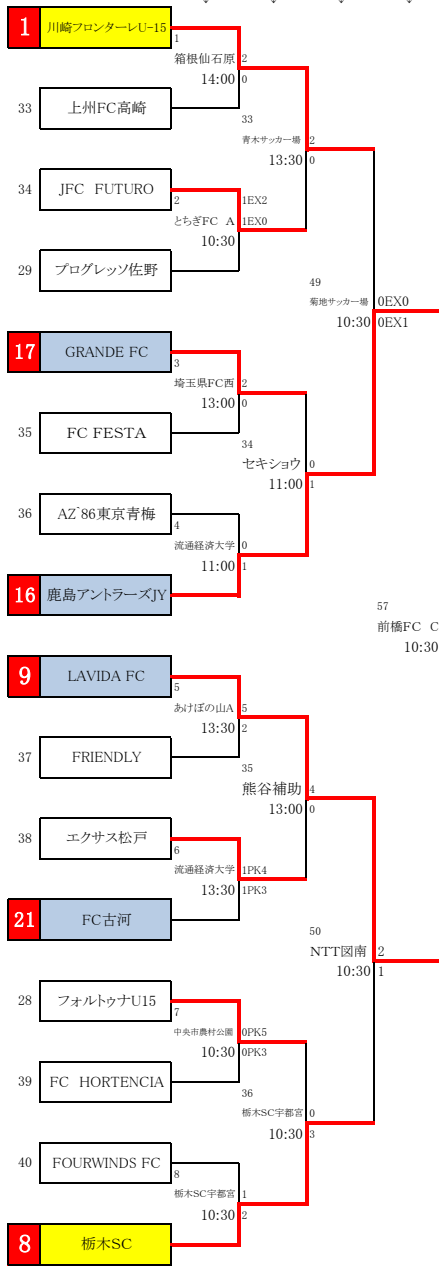 1 川崎フロンターレU-15
1
箱根仙石原 2
14:00 0
33 上州FC高崎
33
青木サッカー場 2
13:30 0
34 JFC FUTURO
2 1EX2
とちぎFC A 1EX0
10:30
29 プログレッソ佐野
49
菊地サッカー場 0EX0
10:30 0EX1
17 GRANDE FC
3
埼玉県FC西 2
13:00 0
35 FC FESTA
34
セキショウ 0
11:00 1
36 AZ`86東京青梅
4
流通経済大学 0
11:00 1
16 鹿島アントラーズJY
57
前橋FC C
10:30
9 LAVIDA FC
5
あけぼの山A 5
13:30 2
37 FRIENDLY
35
熊谷補助 4
13:00 0
38 エクサス松戸
6
流通経済大学 1PK4
13:30 1PK3
21 FC古河
50
NTT図南 2
10:30 1
28 フォルトゥナU15
7
中央市農村公園 0PK5
10:30 0PK3
39 FC HORTENCIA
36
栃木SC宇都宮 0
10:30 3
40 FOURWINDS FC
8
栃木SC宇都宮 1
10:30 2
8 栃木SC